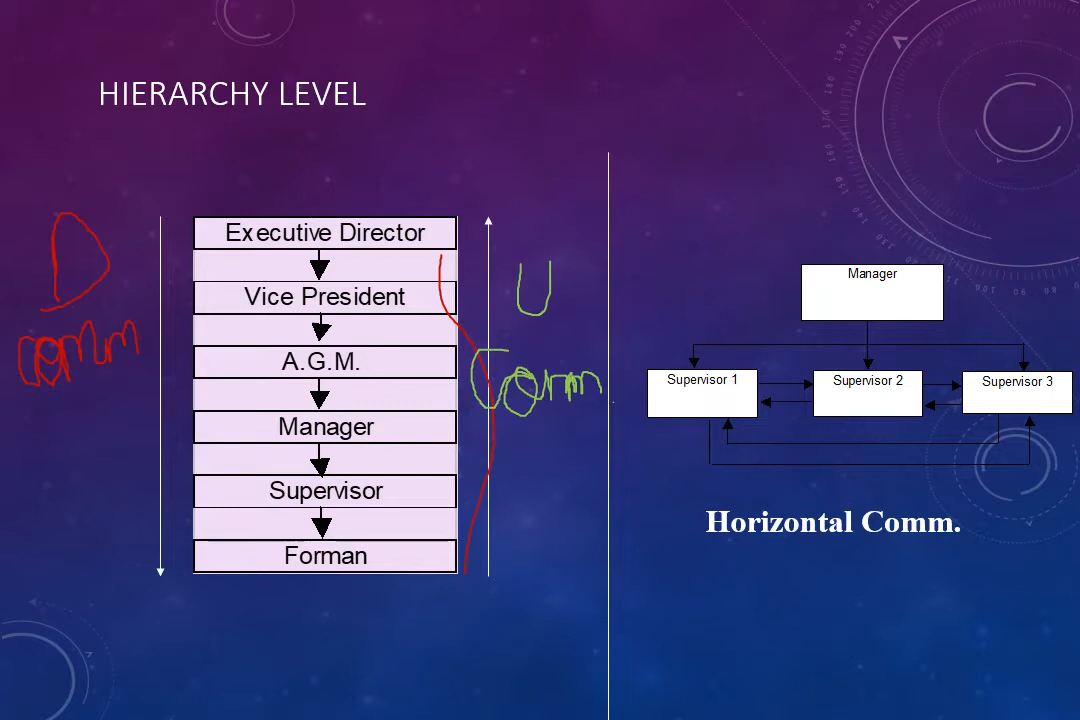 HIERARCHY LEVEL
D
comm
Executive Director
Vice President
A.G.M.
Manager
Supervisor
Forman
U
Comm
Manager
Supervisor 1
Supervisor 2
Supervisor 3
Horizontal Comm.